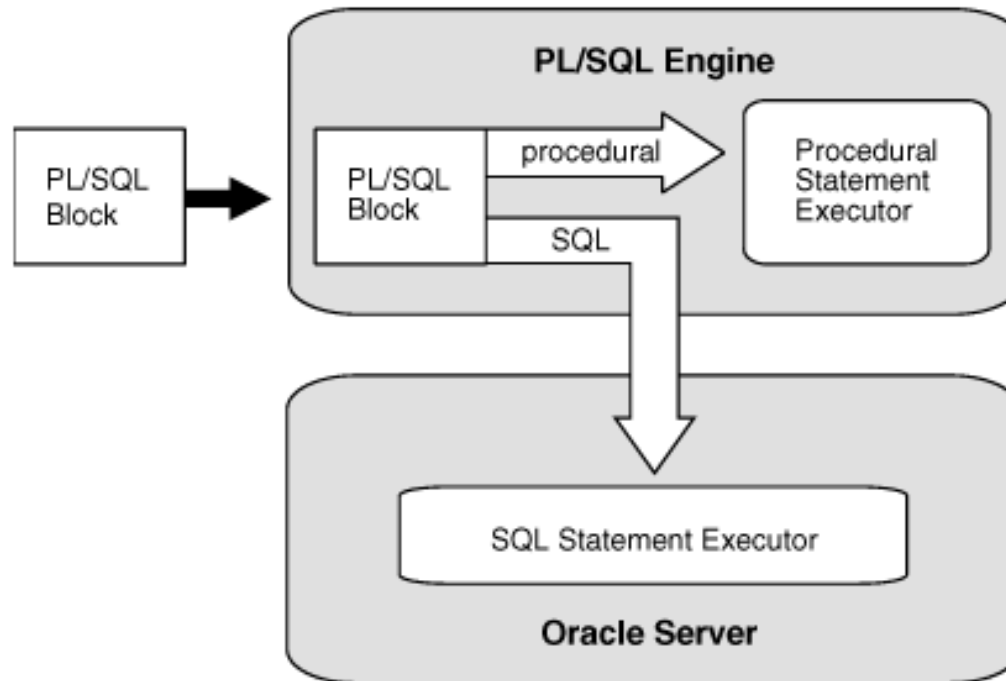 PL/SQL Engine
PL/SQL
Block
PL/SQL
Block
procedural
SQL
Procedural
Statement
Executor
SQL Statement Executor
Oracle Server